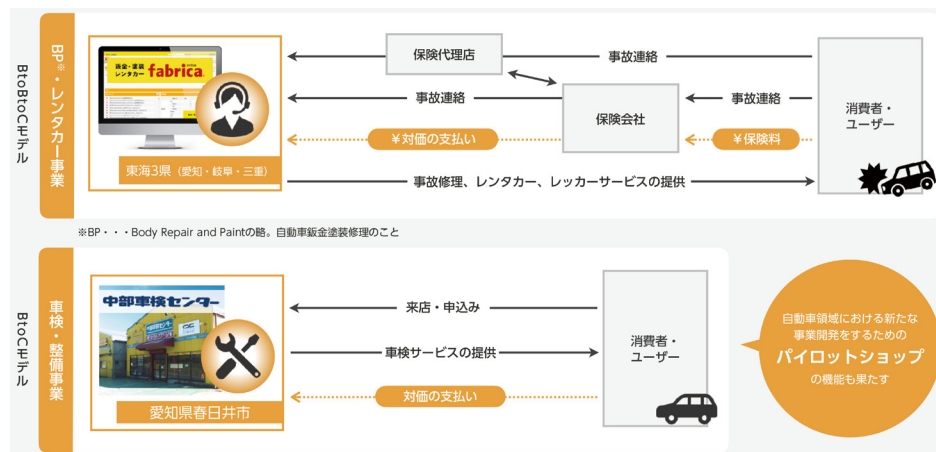 BtoBtoCモデル
BP※・レンタカー事業
鈑金・塗装
レンタカー fabrica
東海3県（愛知・岐阜・三重）
保険代理店
事故連絡
事故連絡
保険会社
事故連絡
¥対価の支払い
¥保険料
事故修理、レンタカー、レッカーサービスの提供
消費者・
ユーザー
※BP・・・Body Repair and Paintの略。自動車鈑金塗装修理のこと
BtoCモデル
車検・整備事業
中部車検センター
愛知県春日井市
来店・申込み
車検サービスの提供
対価の支払い
消費者・
ユーザー
自動車領域における新たな
事業開発をするための
パイロットショップ
の機能も果たす